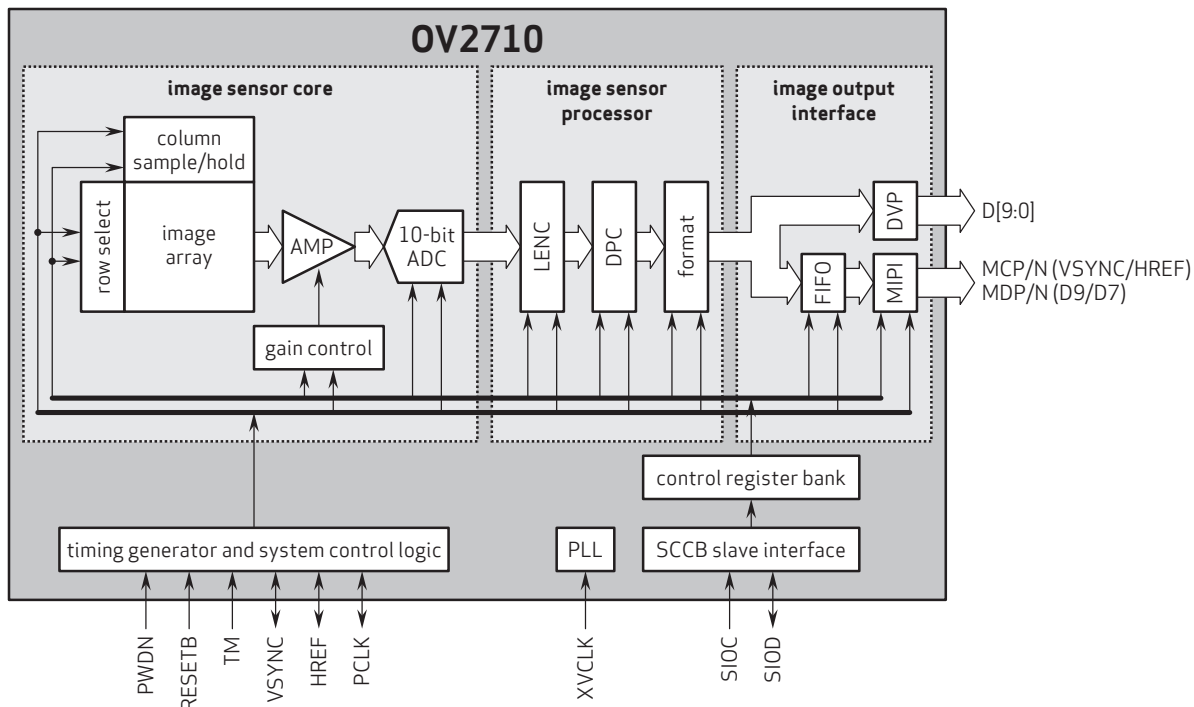 OV2710
image sensor core
image sensor
processor
image output
interface
column
sample/hold
row select
image
array
AMP
10-bit
ADC
gain control
LENC
DPC
format
DVP
FIFO
MIPI
D[9:0]
MCP/N (VSYNC/HREF)
MDP/N (D9/D7)
control register bank
timing generator and system control logic
PLL
SCCB slave interface
PWDN
RESETB
TM
VSYNC
HREF
PCLK
XVCLK
SIOC
SIOD